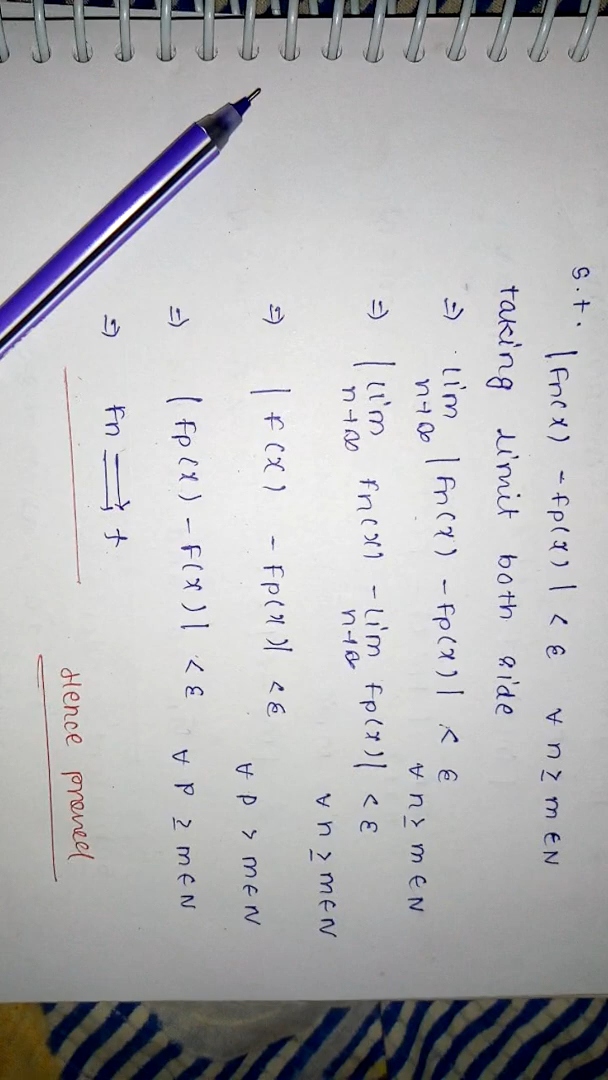 s.t. |fn(x) - fp(x)| < ε ∀ n ≥ m ∈ N
taking limit both side
⇒ lim n→∞ |fn(x) - fp(x)| < ε ∀ n ≥ m ∈ N
⇒ |lim n→∞ fn(x) - lim n→∞ fp(x)| < ε ∀ n ≥ m ∈ N
⇒ |f(x) - fp(x)| < ε ∀ p > m ∈ N
⇒ |fp(x) - f(x)| < ε ∀ p ≥ m ∈ N
⇒ fn ⇉ f
Hence proved